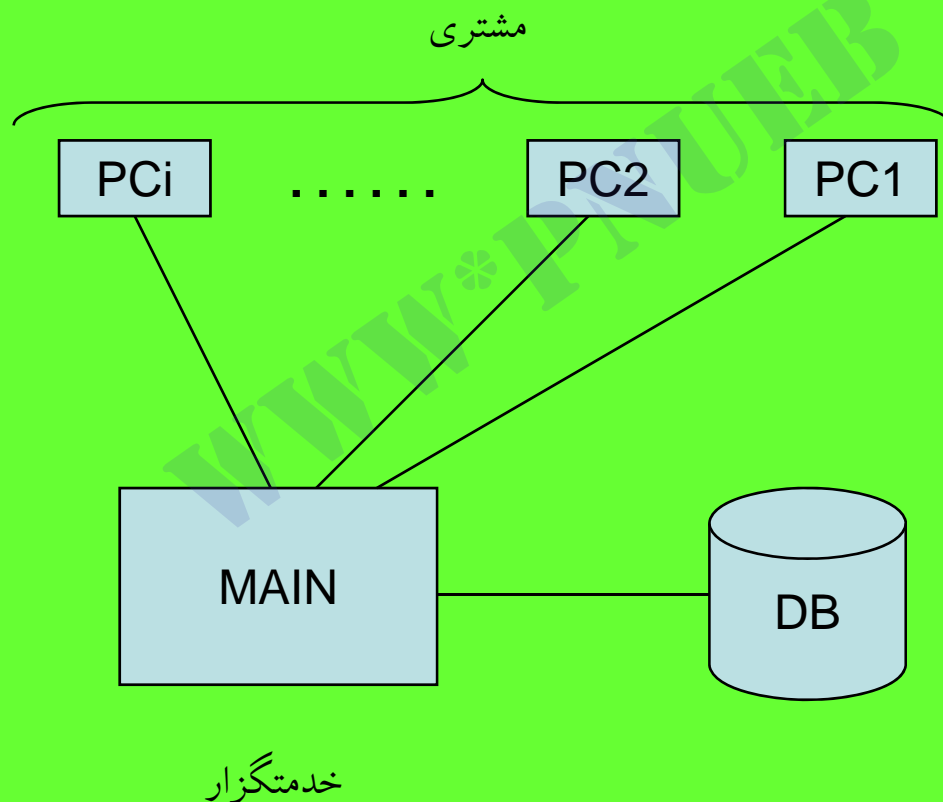 مشتری
PCi ...... PC2 PC1
MAIN
DB
خدمتگزار
WWW*PNUEB